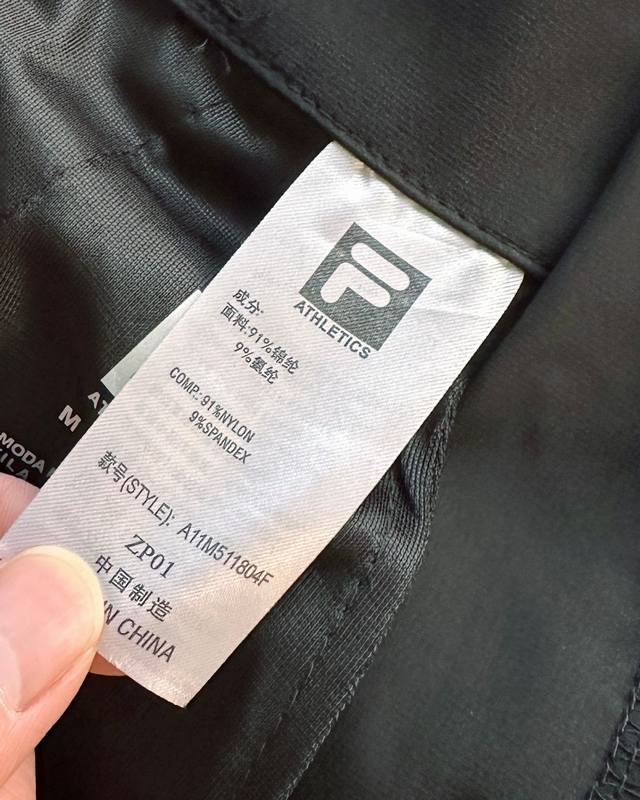 F
ATHLETICS
成分:
面料:91%锦纶
9%氨纶
COMP.:91%NYLON
9%SPANDEX
款号(STYLE): A11M511804F
ZP01
中国制造
IN CHINA
M
MODA